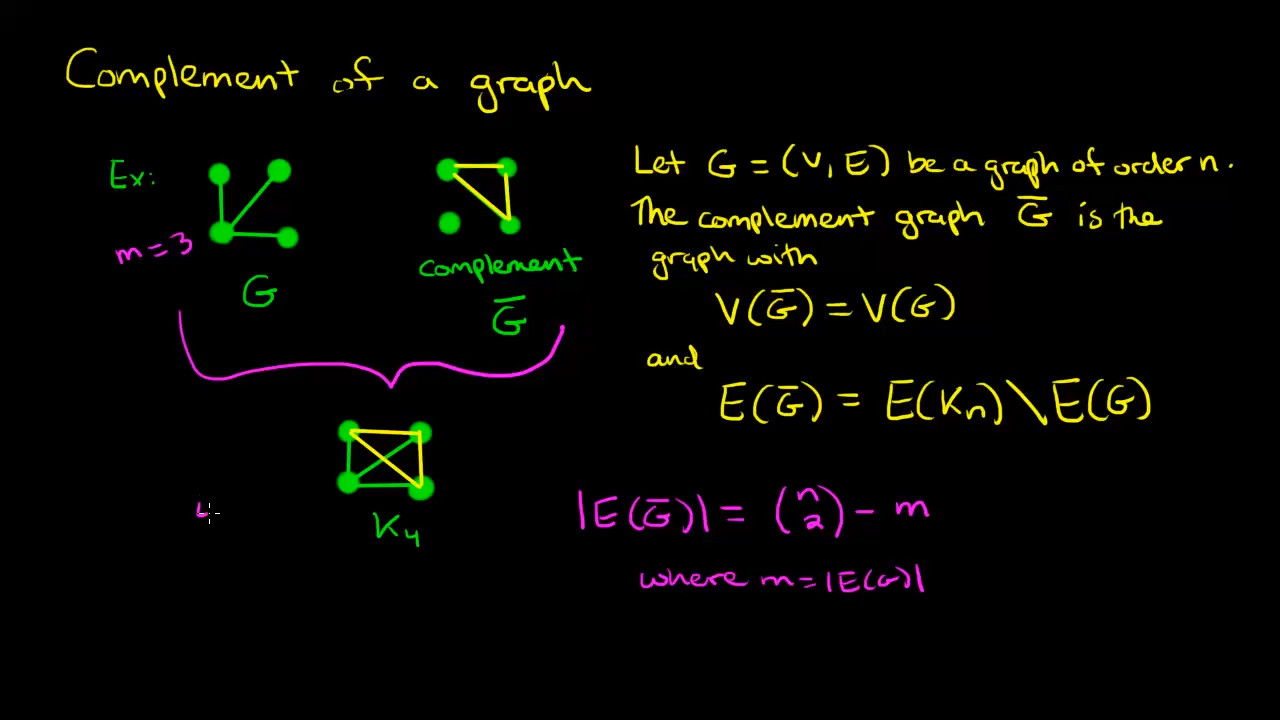 Complement of a graph
Ex:
m = 3
G
complement
G̅
K₄
4
Let G = (V, E) be a graph of order n.
The complement graph G̅ is the
graph with
V(G̅) = V(G)
and
E(G̅) = E(Kₙ) \ E(G)
|E(G̅)| = (n 2) - m
where m = |E(G)|